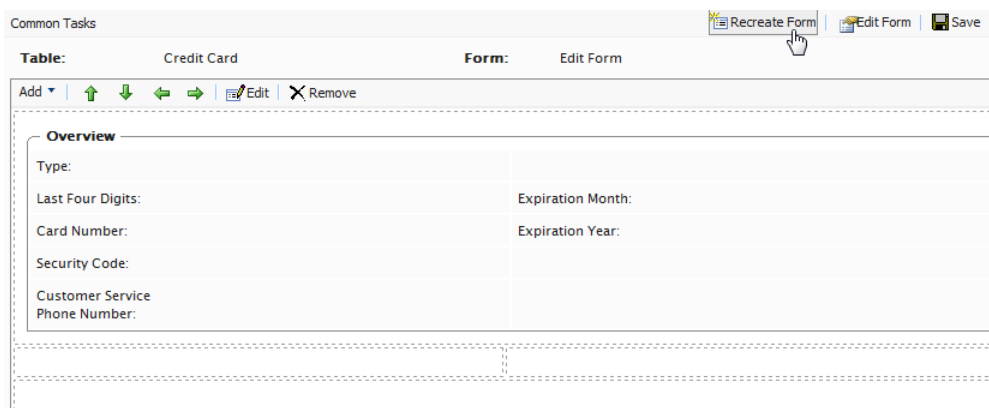 Common Tasks Recreate Form Edit Form Save
Table: Credit Card Form: Edit Form
Add Edit Remove
Overview
Type:
Last Four Digits: Expiration Month:
Card Number: Expiration Year:
Security Code:
Customer Service
Phone Number: